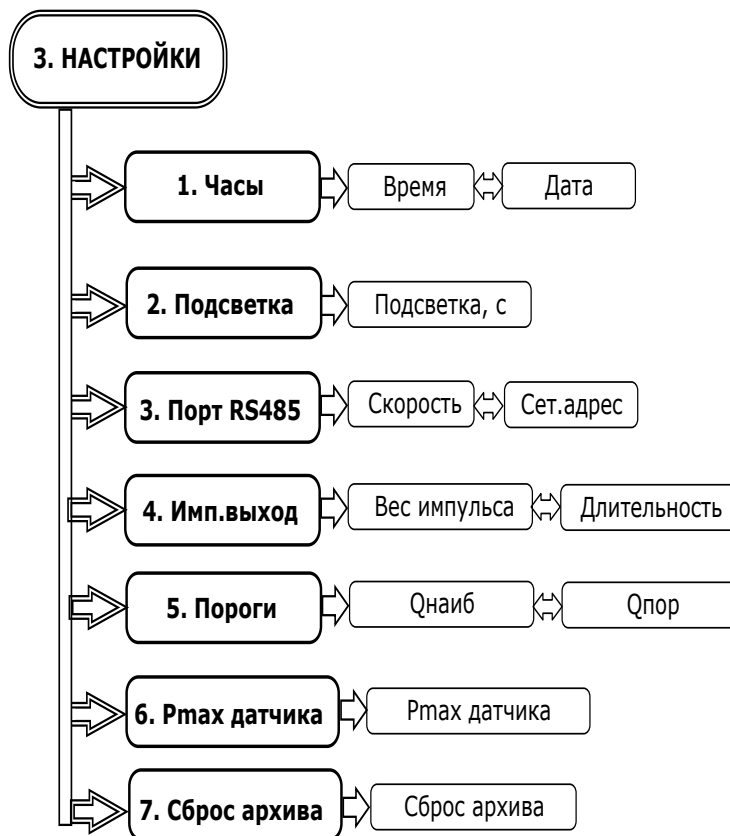 3. НАСТРОЙКИ
1. Часы Время Дата
2. Подсветка Подсветка, с
3. Порт RS485 Скорость Сет.адрес
4. Имп.выход Вес импульса Длительность
5. Пороги Qнаиб Qпор
6. Pmax датчика Pmax датчика
7. Сброс архива Сброс архива